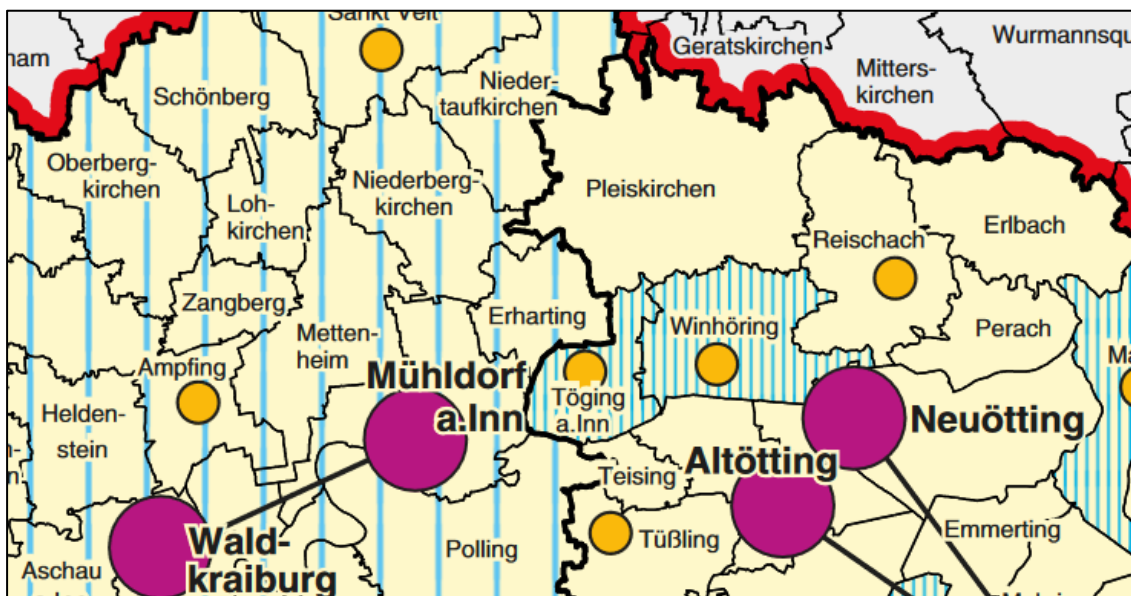 Sankt Veit
Geratskirchen
Wurmannsqu
ham
Mitters-
kirchen
Schönberg
Nieder-
taufkirchen
Oberberg-
kirchen
Niederberg-
kirchen
Pleiskirchen
Loh-
kirchen
Reischach
Erlbach
Zangberg
Erharting
Winhöring
Perach
Metten-
heim
Ampfing
Mühldorf
a.Inn
Töging
a.Inn
Ma
Helden-
stein
n-
n.
Neuötting
Altötting
Teising
Emmerting
Tüßling
Wald-
kraiburg
Polling
Aschau